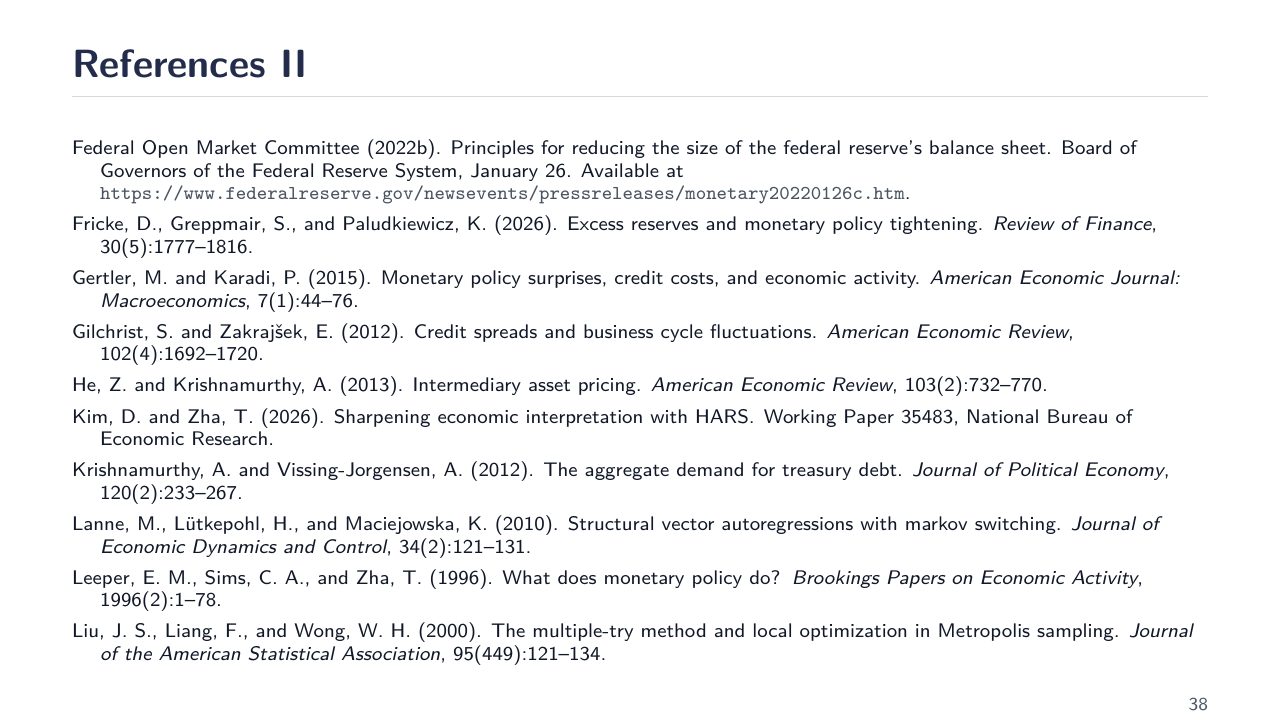 References II
Federal Open Market Committee (2022b). Principles for reducing the size of the federal reserve's balance sheet. Board of
Governors of the Federal Reserve System, January 26. Available at
https://www.federalreserve.gov/newsevents/pressreleases/monetary20220126c.htm.
Fricke, D., Greppmair, S., and Paludkiewicz, K. (2026). Excess reserves and monetary policy tightening. Review of Finance,
30(5):1777–1816.
Gertler, M. and Karadi, P. (2015). Monetary policy surprises, credit costs, and economic activity. American Economic Journal:
Macroeconomics, 7(1):44–76.
Gilchrist, S. and Zakrajšek, E. (2012). Credit spreads and business cycle fluctuations. American Economic Review,
102(4):1692–1720.
He, Z. and Krishnamurthy, A. (2013). Intermediary asset pricing. American Economic Review, 103(2):732–770.
Kim, D. and Zha, T. (2026). Sharpening economic interpretation with HARS. Working Paper 35483, National Bureau of
Economic Research.
Krishnamurthy, A. and Vissing-Jorgensen, A. (2012). The aggregate demand for treasury debt. Journal of Political Economy,
120(2):233–267.
Lanne, M., Lütkepohl, H., and Maciejowska, K. (2010). Structural vector autoregressions with markov switching. Journal of
Economic Dynamics and Control, 34(2):121–131.
Leeper, E. M., Sims, C. A., and Zha, T. (1996). What does monetary policy do? Brookings Papers on Economic Activity,
1996(2):1–78.
Liu, J. S., Liang, F., and Wong, W. H. (2000). The multiple-try method and local optimization in Metropolis sampling. Journal
of the American Statistical Association, 95(449):121–134.
38